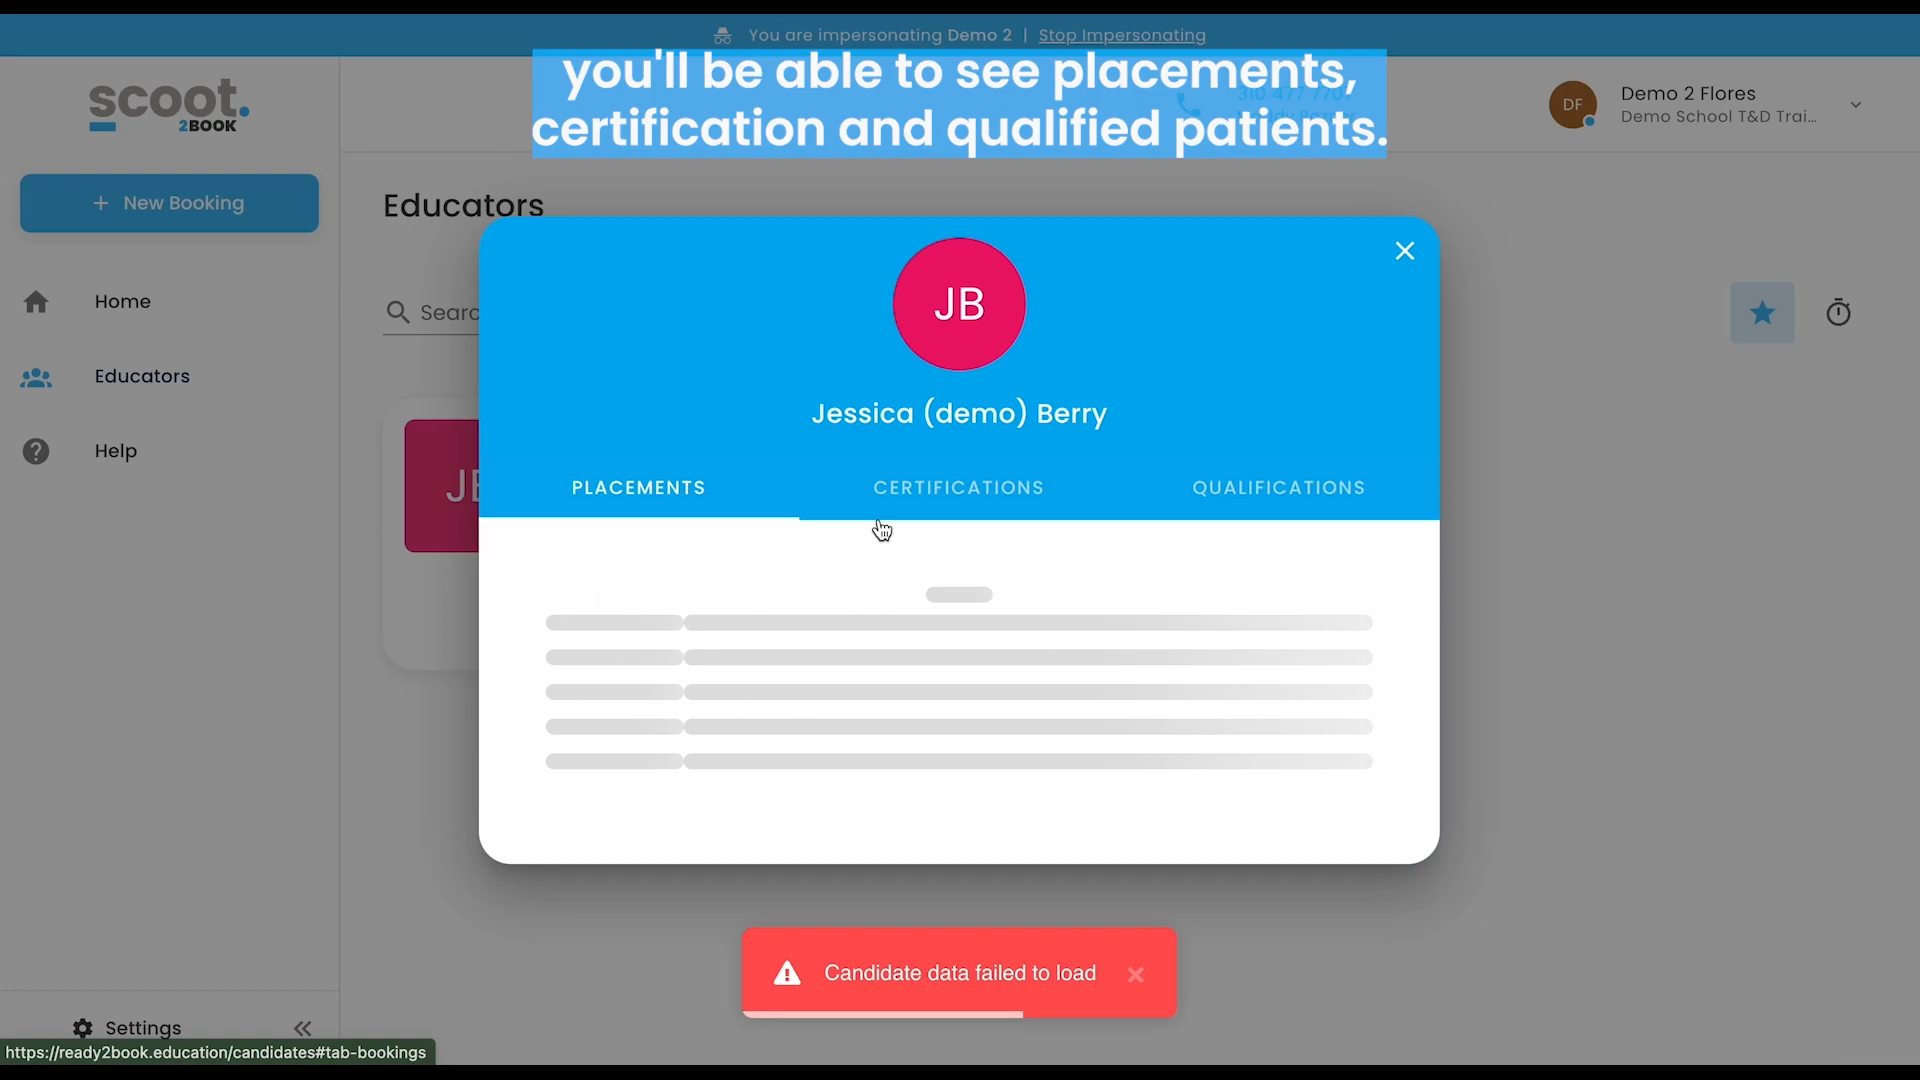 You are impersonating Demo 2 | Stop Impersonating
you'll be able to see placements,
certification and qualified patients.
scoot.
2BOOK
DF
Demo 2 Flores
Demo School T&D Trai...
+ New Booking
Educators
Home
Searc
Educators
Help
JB
Jessica (demo) Berry
PLACEMENTS
CERTIFICATIONS
QUALIFICATIONS
Candidate data failed to load
Settings
https://ready2book.education/candidates#tab-bookings